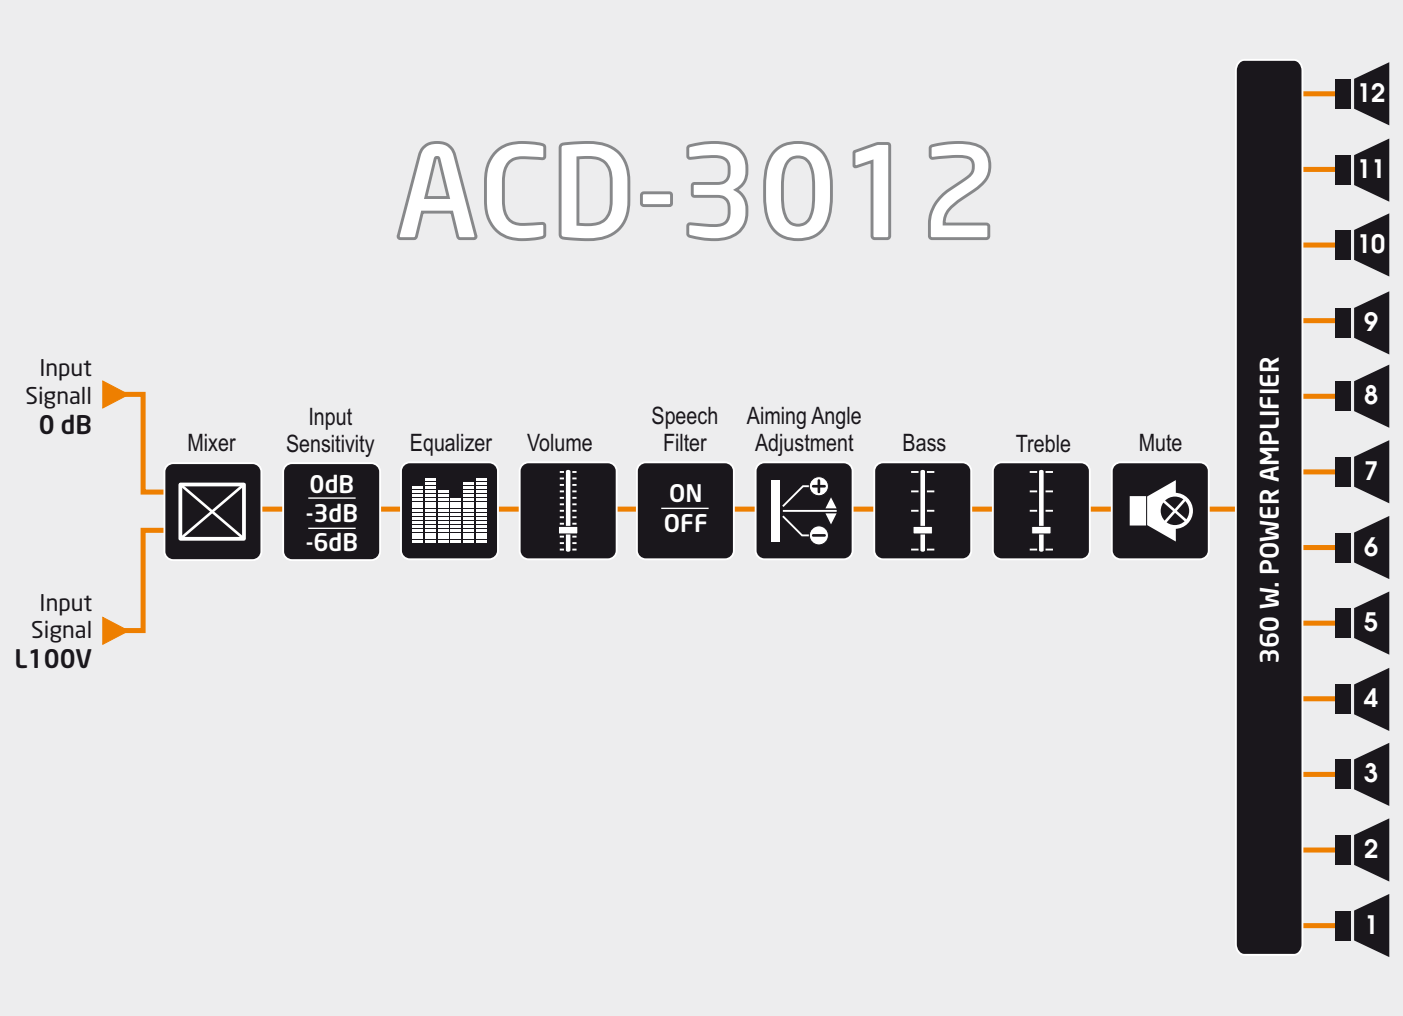 ACD-3012
Input
Signall
0 dB
Input
Signal
L100V
Mixer
Input
Sensitivity
0dB
-3dB
-6dB
Equalizer
Volume
Speech
Filter
ON
OFF
Aiming Angle
Adjustment
Bass
Treble
Mute
360 W. POWER AMPLIFIER
12
11
10
9
8
7
6
5
4
3
2
1